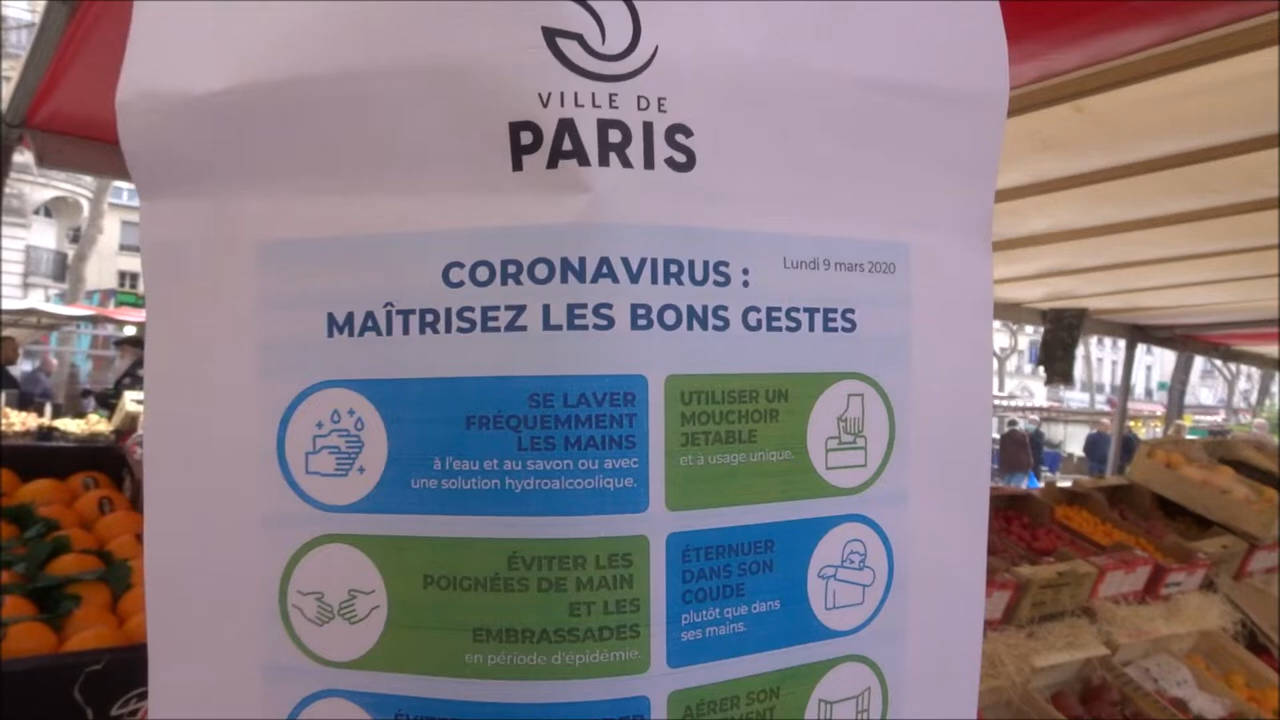 VILLE DE
PARIS
Lundi 9 mars 2020
CORONAVIRUS :
MAÎTRISEZ LES BONS GESTES
SE LAVER
FRÉQUEMMENT
LES MAINS
à l'eau et au savon ou avec
une solution hydroalcoolique.
UTILISER UN
MOUCHOIR
JETABLE
et à usage unique.
ÉVITER LES
POIGNÉES DE MAIN
ET LES
EMBRASSADES
en période d'épidémie.
ÉTERNUER
DANS SON
COUDE
plutôt que dans
ses mains.
AÉRER SON